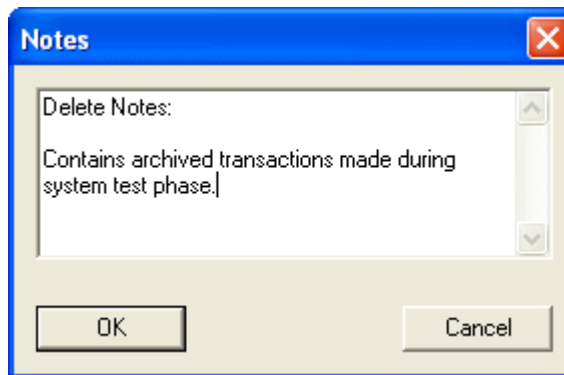 Notes
Delete Notes:
Contains archived transactions made during
system test phase.
OK
Cancel